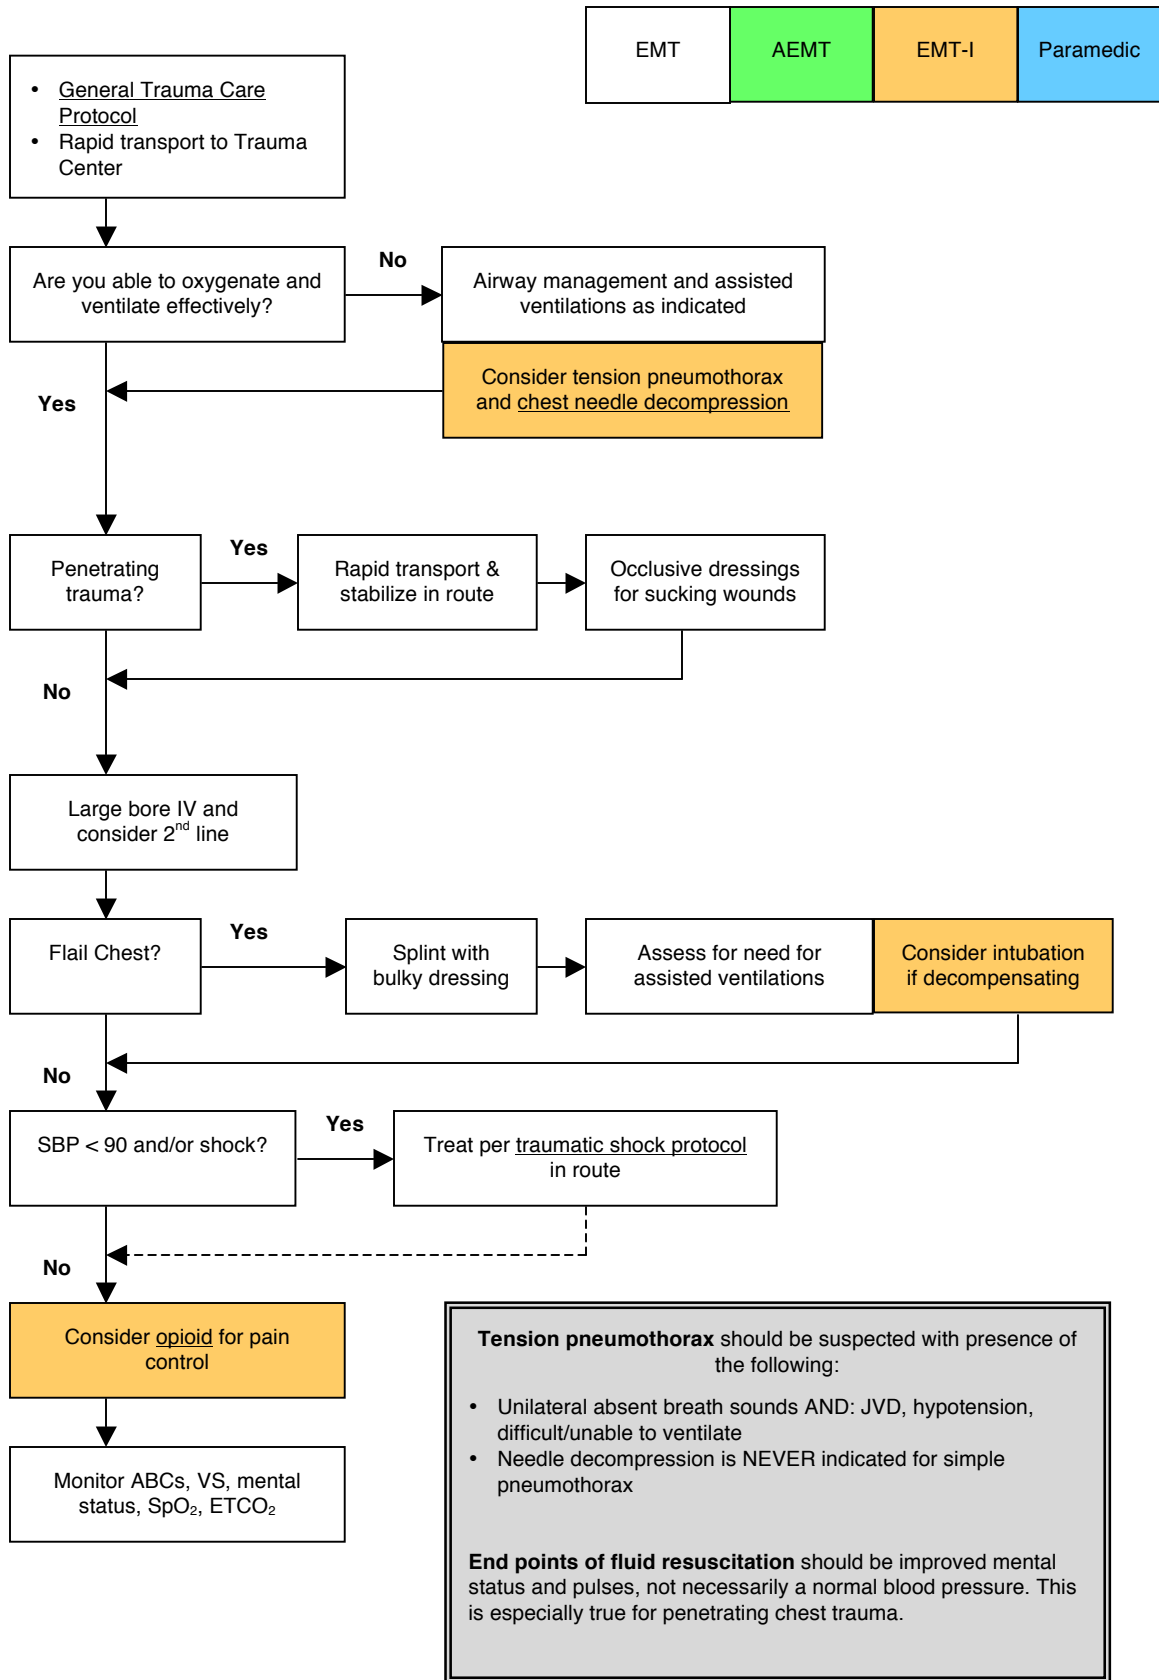 EMT
AEMT
EMT-I
Paramedic
• General Trauma Care
Protocol
• Rapid transport to Trauma
Center
Are you able to oxygenate and
ventilate effectively?
No
Airway management and assisted
ventilations as indicated
Consider tension pneumothorax
and chest needle decompression
Yes
Penetrating
trauma?
Yes
Rapid transport &
stabilize in route
Occlusive dressings
for sucking wounds
No
Large bore IV and
consider 2nd line
Flail Chest?
Yes
Splint with
bulky dressing
Assess for need for
assisted ventilations
Consider intubation
if decompensating
No
SBP < 90 and/or shock?
Yes
Treat per traumatic shock protocol
in route
No
Consider opioid for pain
control
Monitor ABCs, VS, mental
status, SpO₂, ETCO₂
Tension pneumothorax should be suspected with presence of
the following:
• Unilateral absent breath sounds AND: JVD, hypotension,
difficult/unable to ventilate
• Needle decompression is NEVER indicated for simple
pneumothorax
End points of fluid resuscitation should be improved mental
status and pulses, not necessarily a normal blood pressure. This
is especially true for penetrating chest trauma.